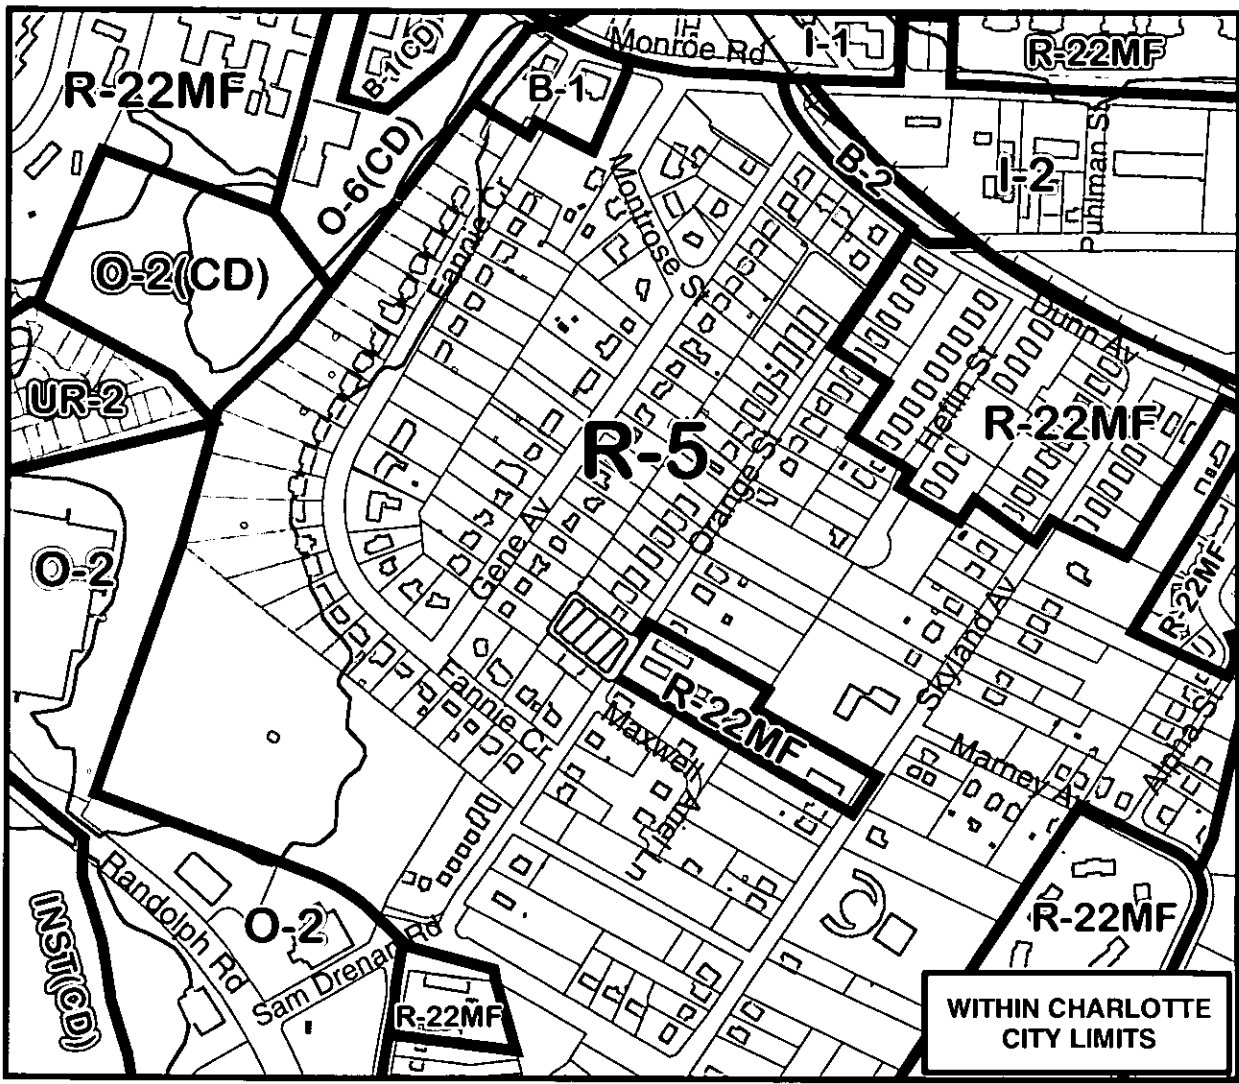 Monroe Rd
I-1
R-22MF
B-1(CD)
R-22MF
B-1
Puhlman St
O-6(CD)
Montrose St
B-2
I-2
Fannie Cr
O-2(CD)
Dunn Av
UR-2
Heflin St
R-22MF
R-5
Orange St
Gene Av
O-2
R-22MF
Skyland Av
Fannie Cr
R-22MF
Maxwell
Marney Av
Alpha St
Randolph Rd
INST(CD)
O-2
Sam Drenan Rd
R-22MF
R-22MF
WITHIN CHARLOTTE
CITY LIMITS